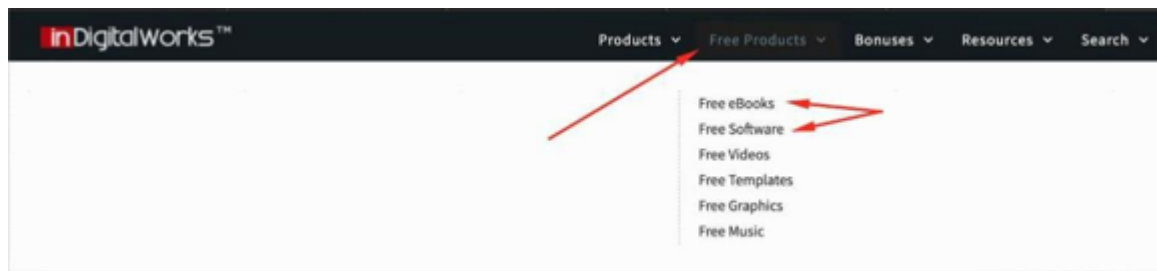 inDigitalWorks™
Products Free Products Bonuses Resources Search
Free eBooks
Free Software
Free Videos
Free Templates
Free Graphics
Free Music